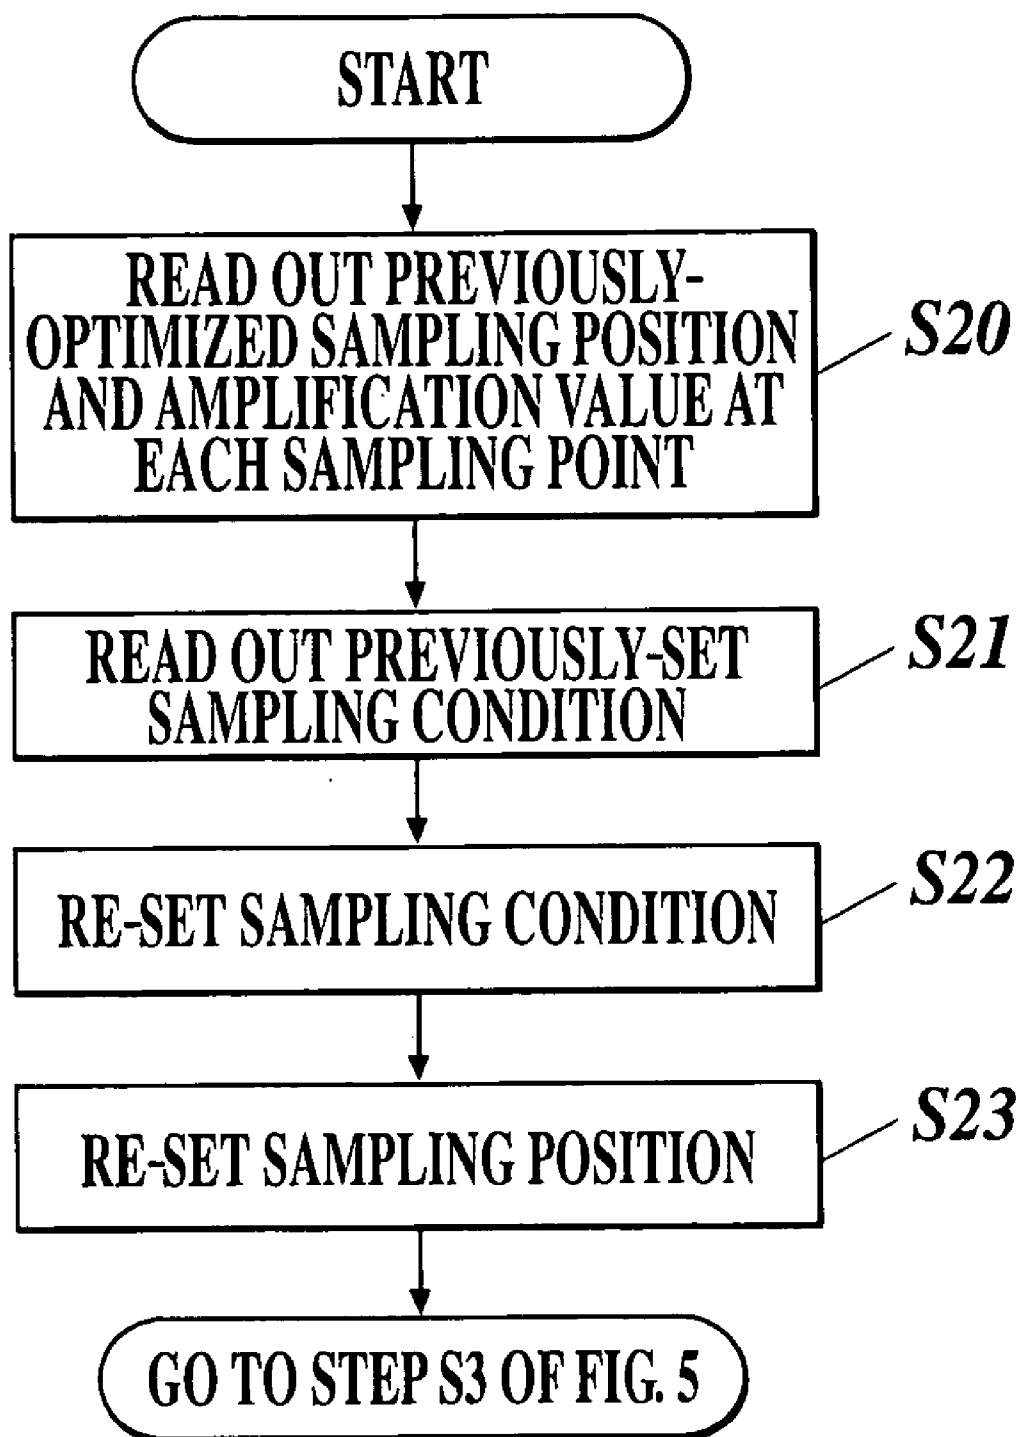 START
READ OUT PREVIOUSLY-
OPTIMIZED SAMPLING POSITION
AND AMPLIFICATION VALUE AT
EACH SAMPLING POINT
S20
READ OUT PREVIOUSLY-SET
SAMPLING CONDITION
S21
RE-SET SAMPLING CONDITION
S22
RE-SET SAMPLING POSITION
S23
GO TO STEP S3 OF FIG. 5